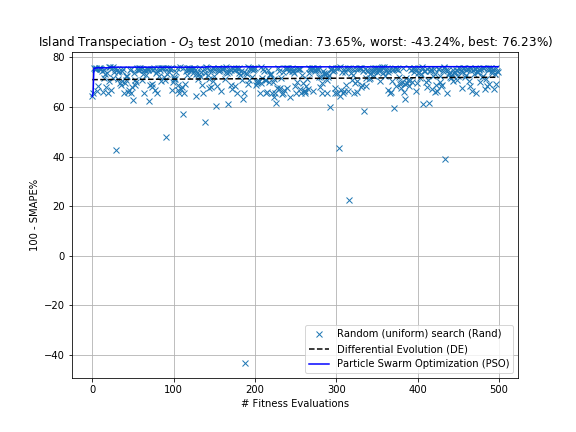 Island Transpeciation - O₃ test 2010 (median: 73.65%, worst: -43.24%, best: 76.23%)
80
60
40
20
0
−20
−40
100 - SMAPE%
Random (uniform) search (Rand)
Differential Evolution (DE)
Particle Swarm Optimization (PSO)
0 100 200 300 400 500
# Fitness Evaluations